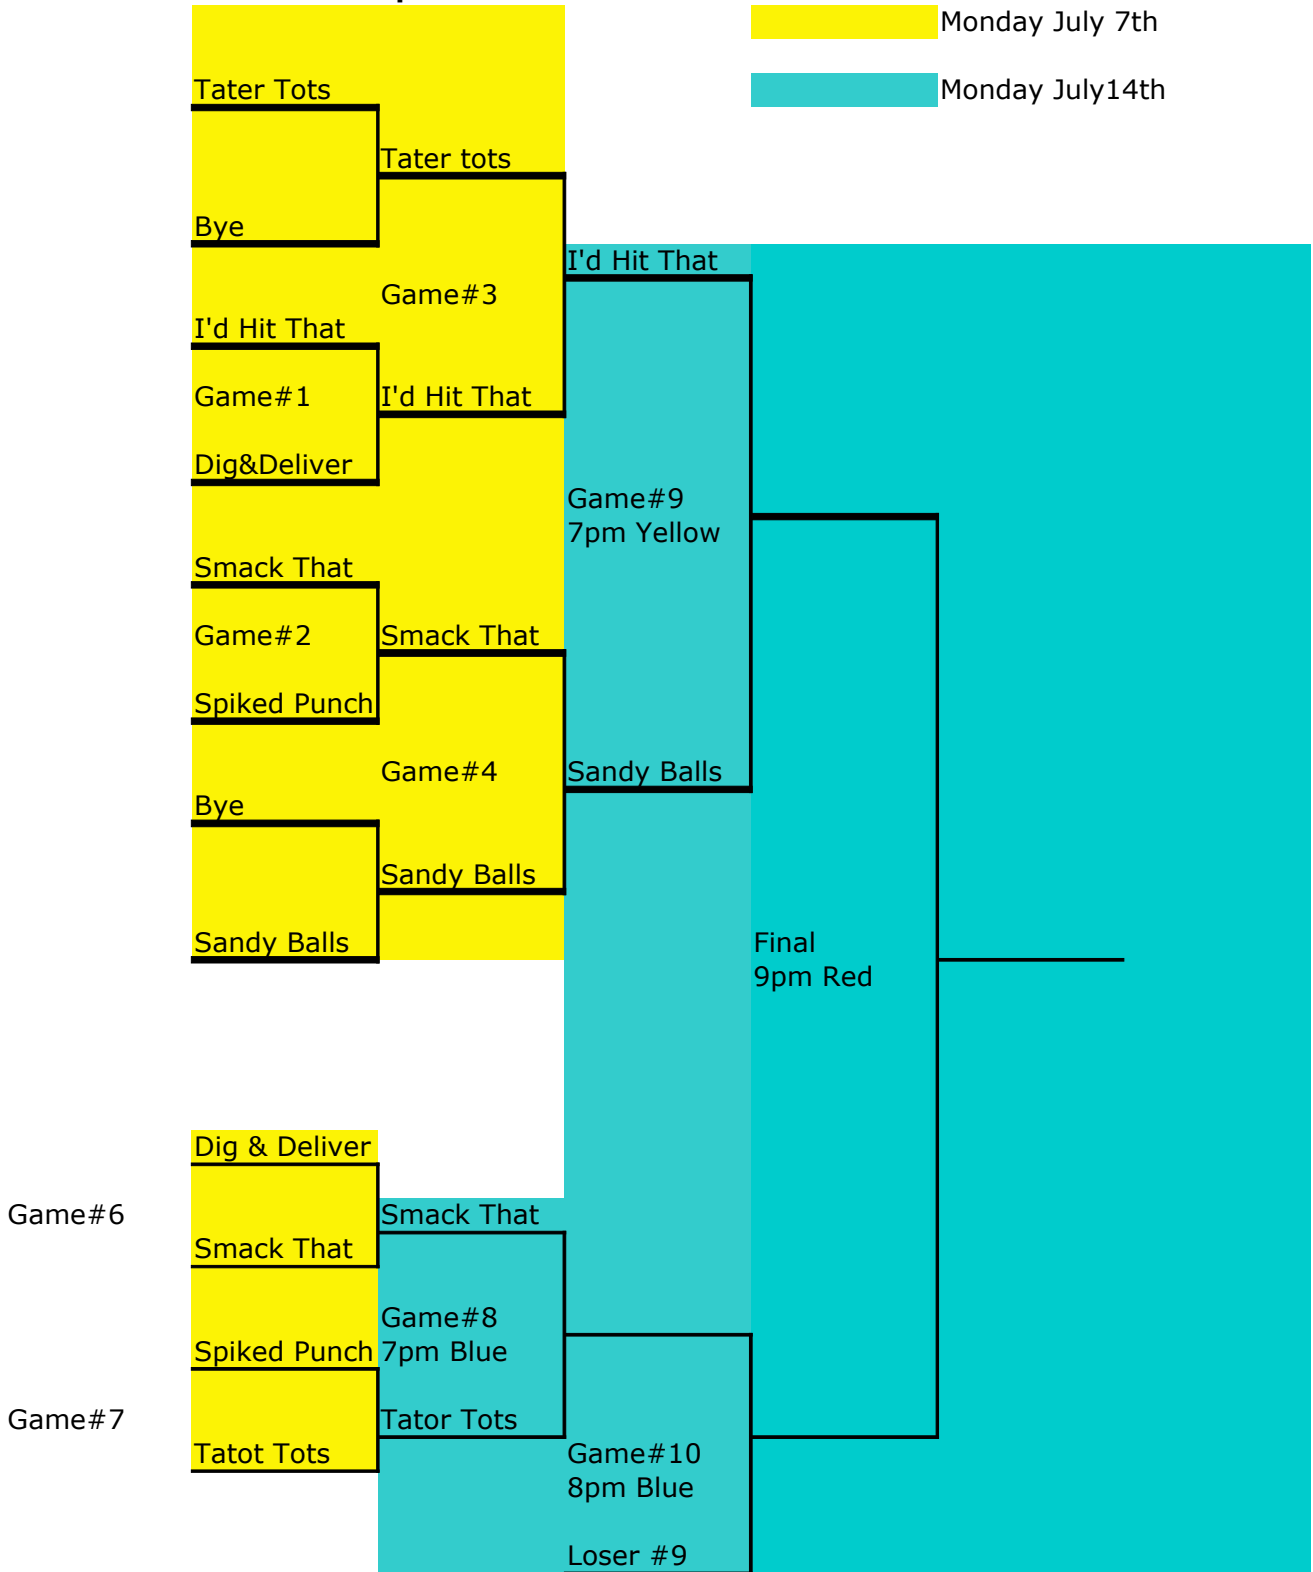 Monday July 7th
Tater Tots
Monday July14th
Tater tots
Bye
I'd Hit That
Game#3
I'd Hit That
Game#1
I'd Hit That
Dig&Deliver
Game#9
7pm Yellow
Smack That
Game#2
Smack That
Spiked Punch
Game#4
Sandy Balls
Bye
Sandy Balls
Sandy Balls
Final
9pm Red
Dig & Deliver
Game#6
Smack That
Smack That
Game#8
Spiked Punch
7pm Blue
Game#7
Tator Tots
Tatot Tots
Game#10
8pm Blue
Loser #9